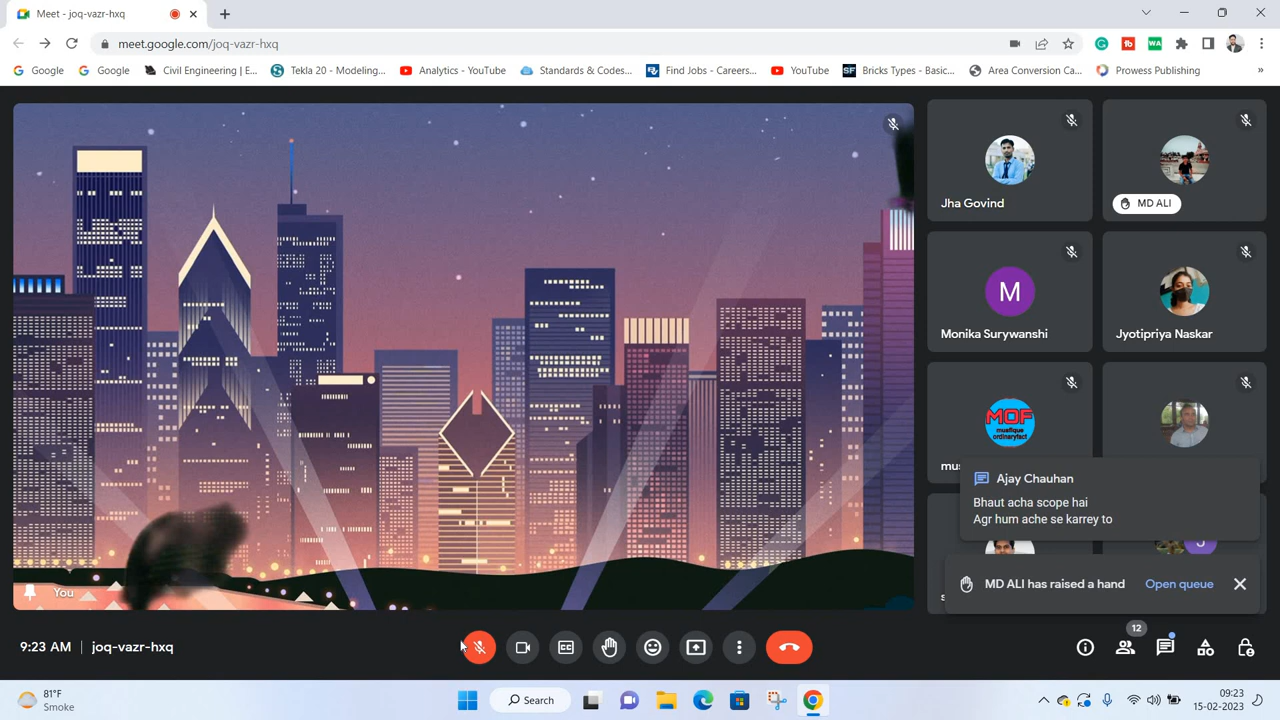 Meet - joq-vazr-hxq
meet.google.com/joq-vazr-hxq
Google
Google
Civil Engineering | E...
Tekla 20 - Modeling...
Analytics - YouTube
Standards & Codes...
Find Jobs - Careers...
YouTube
SF
Bricks Types - Basic...
Area Conversion Ca...
Prowess Publishing
»
Jha Govind
MD ALI
M
Monika Surywanshi
Jyotipriya Naskar
MOF
musfique
ordinaryfact
Ajay Chauhan
Bhaut acha scope hai
Agr hum ache se karrey to
MD ALI has raised a hand
Open queue
You
9:23 AM
joq-vazr-hxq
12
81°F
Smoke
Search
09:23
15-02-2023